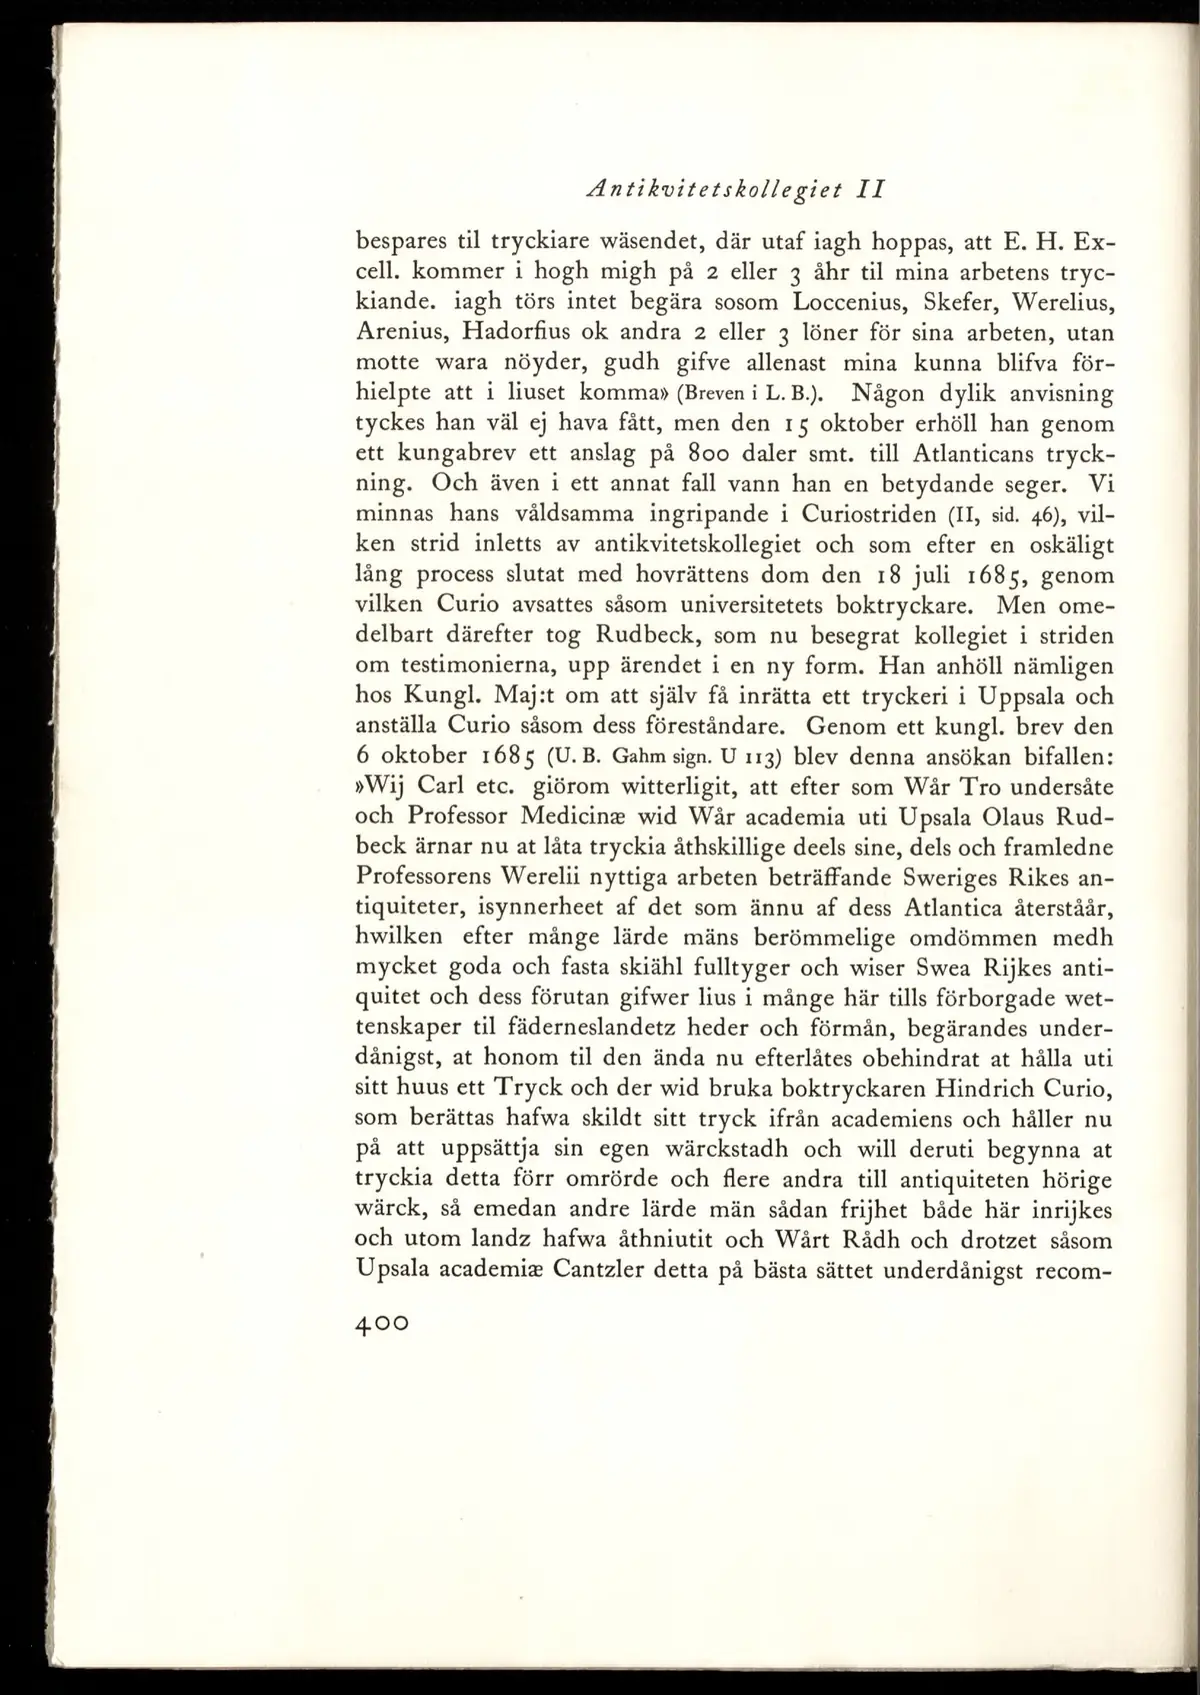 Antikvitetskollegiet II
bespares til tryckiare wäsendet, där utaf iagh hoppas, att E. H. Ex-
cell. kommer i hogh migh på 2 eller 3 åhr til mina arbetens tryc-
kiande. iagh törs intet begära sosom Loccenius, Skefer, Werelius,
Arenius, Hadorfius ok andra 2 eller 3 löner för sina arbeten, utan
motte wara nöyder, gudh gifve allenast mina kunna blifva för-
hielpte att i liuset komma» (Breven i L. B.). Någon dylik anvisning
tyckes han väl ej hava fått, men den 15 oktober erhöll han genom
ett kungabrev ett anslag på 800 daler smt. till Atlanticans tryck-
ning. Och även i ett annat fall vann han en betydande seger. Vi
minnas hans våldsamma ingripande i Curiostriden (II, sid. 46), vil-
ken strid inletts av antikvitetskollegiet och som efter en oskäligt
lång process slutat med hovrättens dom den 18 juli 1685, genom
vilken Curio avsattes såsom universitetets boktryckare. Men ome-
delbart därefter tog Rudbeck, som nu besegrat kollegiet i striden
om testimonierna, upp ärendet i en ny form. Han anhöll nämligen
hos Kungl. Maj:t om att själv få inrätta ett tryckeri i Uppsala och
anställa Curio såsom dess föreståndare. Genom ett kungl. brev den
6 oktober 1685 (U. B. Gahm sign. U 113) blev denna ansökan bifallen:
»Wij Carl etc. giörom witterligit, att efter som Wår Tro undersåte
och Professor Medicinæ wid Wår academia uti Upsala Olaus Rud-
beck ärnar nu at låta tryckia åthskillige deels sine, dels och framledne
Professorens Werelii nyttiga arbeten beträffande Sweriges Rikes an-
tiquiteter, isynnerheet af det som ännu af dess Atlantica återståår,
hwilken efter månge lärde mäns berömmelige omdömmen medh
mycket goda och fasta skiähl fulltyger och wiser Swea Rijkes anti-
quitet och dess förutan gifwer lius i månge här tills förborgade wet-
tenskaper til fäderneslandetz heder och förmån, begärandes under-
dånigst, at honom til den ända nu efterlåtes obehindrat at hålla uti
sitt huus ett Tryck och der wid bruka boktryckaren Hindrich Curio,
som berättas hafwa skildt sitt tryck ifrån academiens och håller nu
på att uppsättja sin egen wärckstadh och will deruti begynna at
tryckia detta förr omrörde och flere andra till antiquiteten hörige
wärck, så emedan andre lärde män sådan frijhet både här inrijkes
och utom landz hafwa åthniutit och Wårt Rådh och drotzet såsom
Upsala academiæ Cantzler detta på bästa sättet underdånigst recom-
400